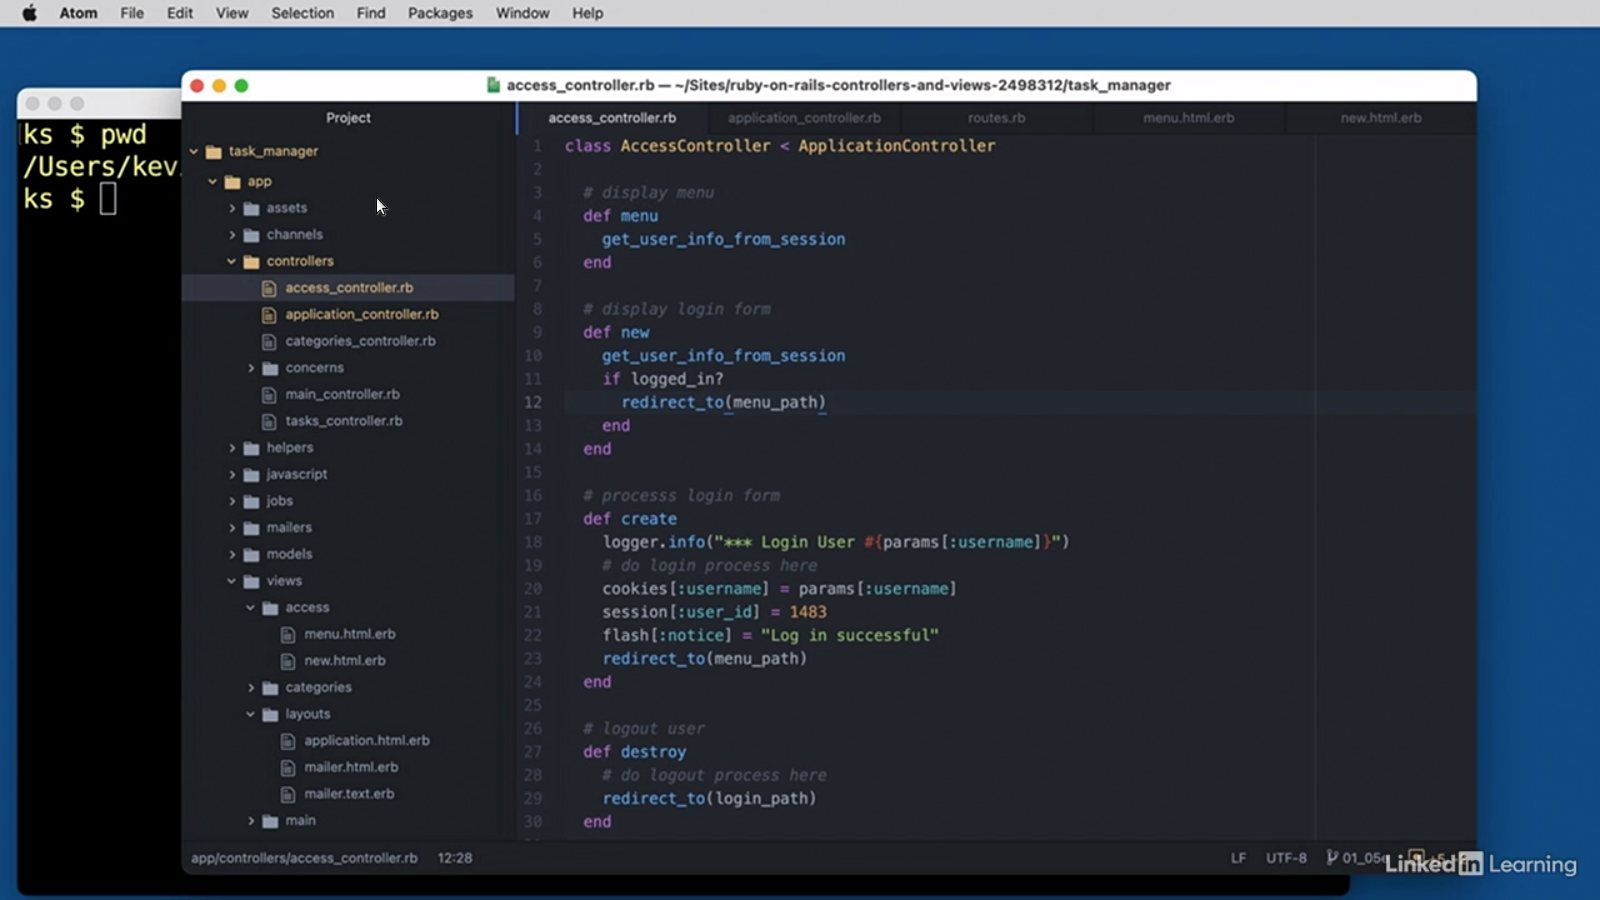 Atom File Edit View Selection Find Packages Window Help
access_controller.rb — ~/Sites/ruby-on-rails-controllers-and-views-2498312/task_manager
ks $ pwd
/Users/kev
ks $
Project
task_manager
app
assets
channels
controllers
access_controller.rb
application_controller.rb
categories_controller.rb
concerns
main_controller.rb
tasks_controller.rb
helpers
javascript
jobs
mailers
models
views
access
menu.html.erb
new.html.erb
categories
layouts
application.html.erb
mailer.html.erb
mailer.text.erb
main
access_controller.rb application_controller.rb routes.rb menu.html.erb new.html.erb
1 class AccessController < ApplicationController
2
3 # display menu
4 def menu
5 get_user_info_from_session
6 end
7
8 # display login form
9 def new
10 get_user_info_from_session
11 if logged_in?
12 redirect_to(menu_path)
13 end
14 end
15
16 # processs login form
17 def create
18 logger.info("*** Login User #{params[:username]}")
19 # do login process here
20 cookies[:username] = params[:username]
21 session[:user_id] = 1483
22 flash[:notice] = "Log in successful"
23 redirect_to(menu_path)
24 end
25
26 # logout user
27 def destroy
28 # do logout process here
29 redirect_to(login_path)
30 end
app/controllers/access_controller.rb 12:28 LF UTF-8
LinkedIn Learning